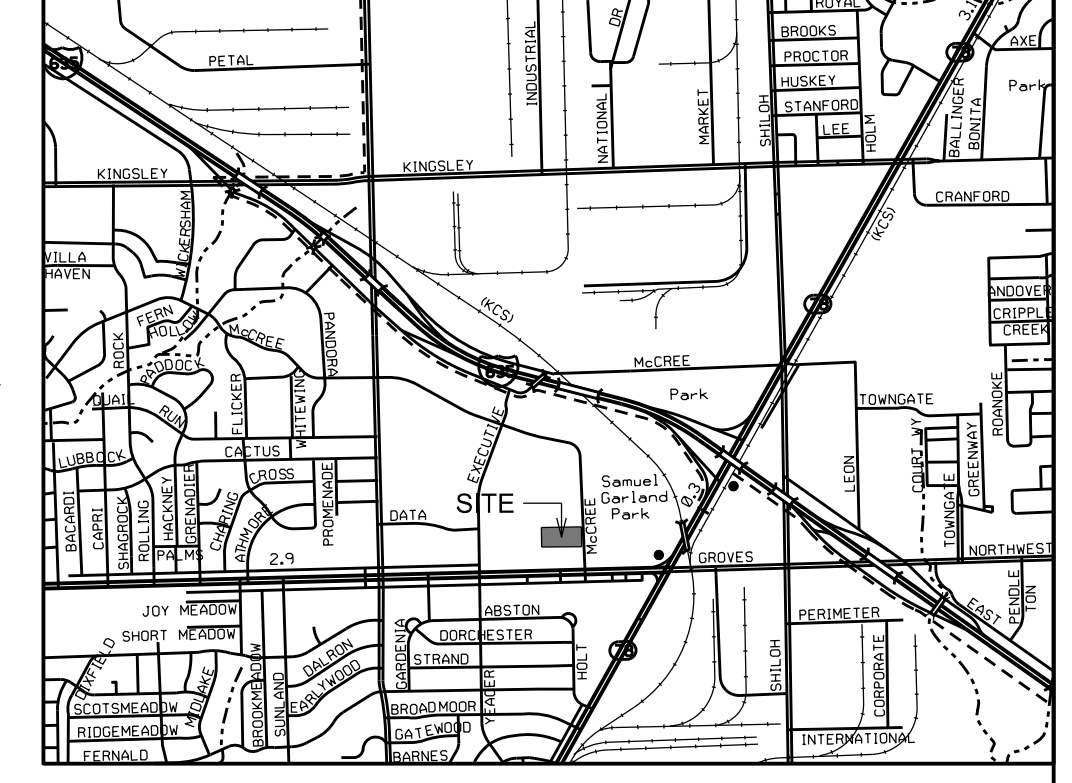 ROYAL
3.1
DR
BROOKS
AXE
PETAL
635
78
PROCTOR
INDUSTRIAL
HUSKEY
Park
STANFORD
NATIONAL
MARKET
SHILOH
LEE
HOLM
BALLINGER
BONITA
KINGSLEY
KINGSLEY
CRANFORD
WICKERSHAM
(KCS)
VILLA
HAVEN
ANDOVER
78
CRIPPLE
CREEK
(KCS)
FERN
HOLLOW
McCREE
PANDORA
ROCK
PADDOCK
635
McCREE
Park
FLICKER
WHITEWING
QUAIL
RUN
TOWNGATE
ROANOKE
EXECUTIVE
COURT WY
GREENWAY
LUBBOCK
CACTUS
CROSS
LEON
Samuel
Garland
Park
0.3
SITE
BACARDI
CAPRI
SHAGROCK
ROLLING
HACKNEY
GRENADIER
CHARING
ATHMORE
PROMENADE
DATA
McCREE
TOWNGATE
PALMS
2.9
GROVES
NORTHWEST
JOY MEADOW
ABSTON
PERIMETER
EAST
PENDLE
TON
SHORT MEADOW
DORCHESTER
GARDENIA
STRAND
HOLT
78
SHILOH
CORPORATE
DIXFIELD
DALRON
EARLYWOOD
MIDLAKE
BROOKMEADOW
SUNLAND
YEAGER
SCOTSMEADOW
BROADMOOR
RIDGEMEADOW
GATEWOOD
INTERNATIONAL
FERNALD
BARNES